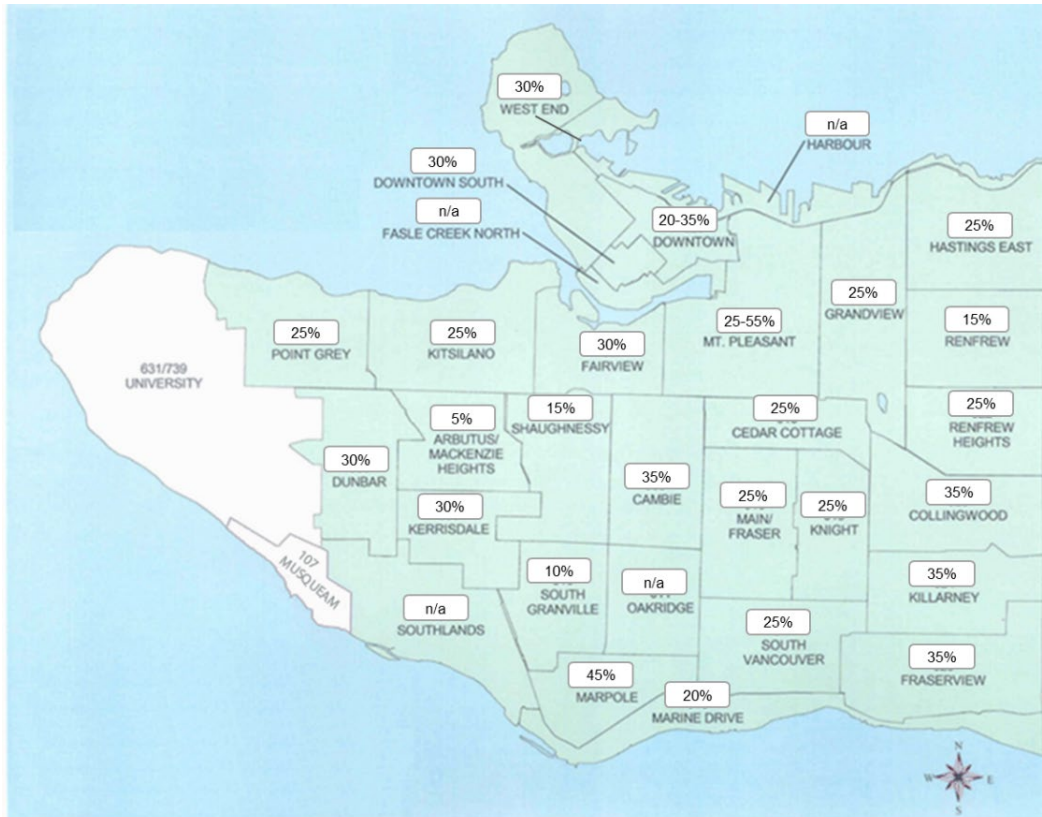 30%
WEST END
n/a
HARBOUR
30%
DOWNTOWN SOUTH
n/a
FASLE CREEK NORTH
20-35%
DOWNTOWN
25%
HASTINGS EAST
25%
GRANDVIEW
15%
RENFREW
25-55%
MT. PLEASANT
25%
POINT GREY
25%
KITSILANO
30%
FAIRVIEW
631/739
UNIVERSITY
5%
ARBUTUS/
MACKENZIE
HEIGHTS
15%
SHAUGHNESSY
25%
CEDAR COTTAGE
25%
RENFREW
HEIGHTS
30%
DUNBAR
30%
KERRISDALE
35%
CAMBIE
25%
MAIN/
FRASER
25%
KNIGHT
35%
COLLINGWOOD
107
MUSQUEAM
n/a
SOUTHLANDS
10%
SOUTH
GRANVILLE
n/a
OAKRIDGE
25%
SOUTH
VANCOUVER
35%
KILLARNEY
35%
FRASERVIEW
45%
MARPOLE
20%
MARINE DRIVE
N
W
E
S